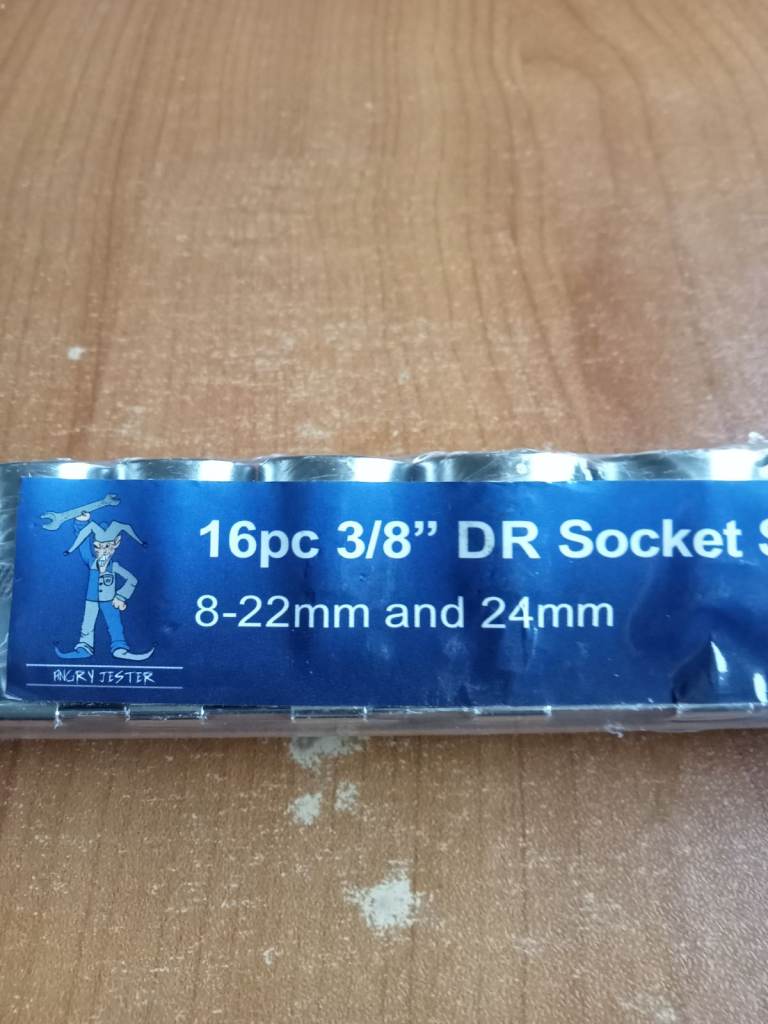 16pc 3/8” DR Socket S
8-22mm and 24mm
ANGRY JESTER